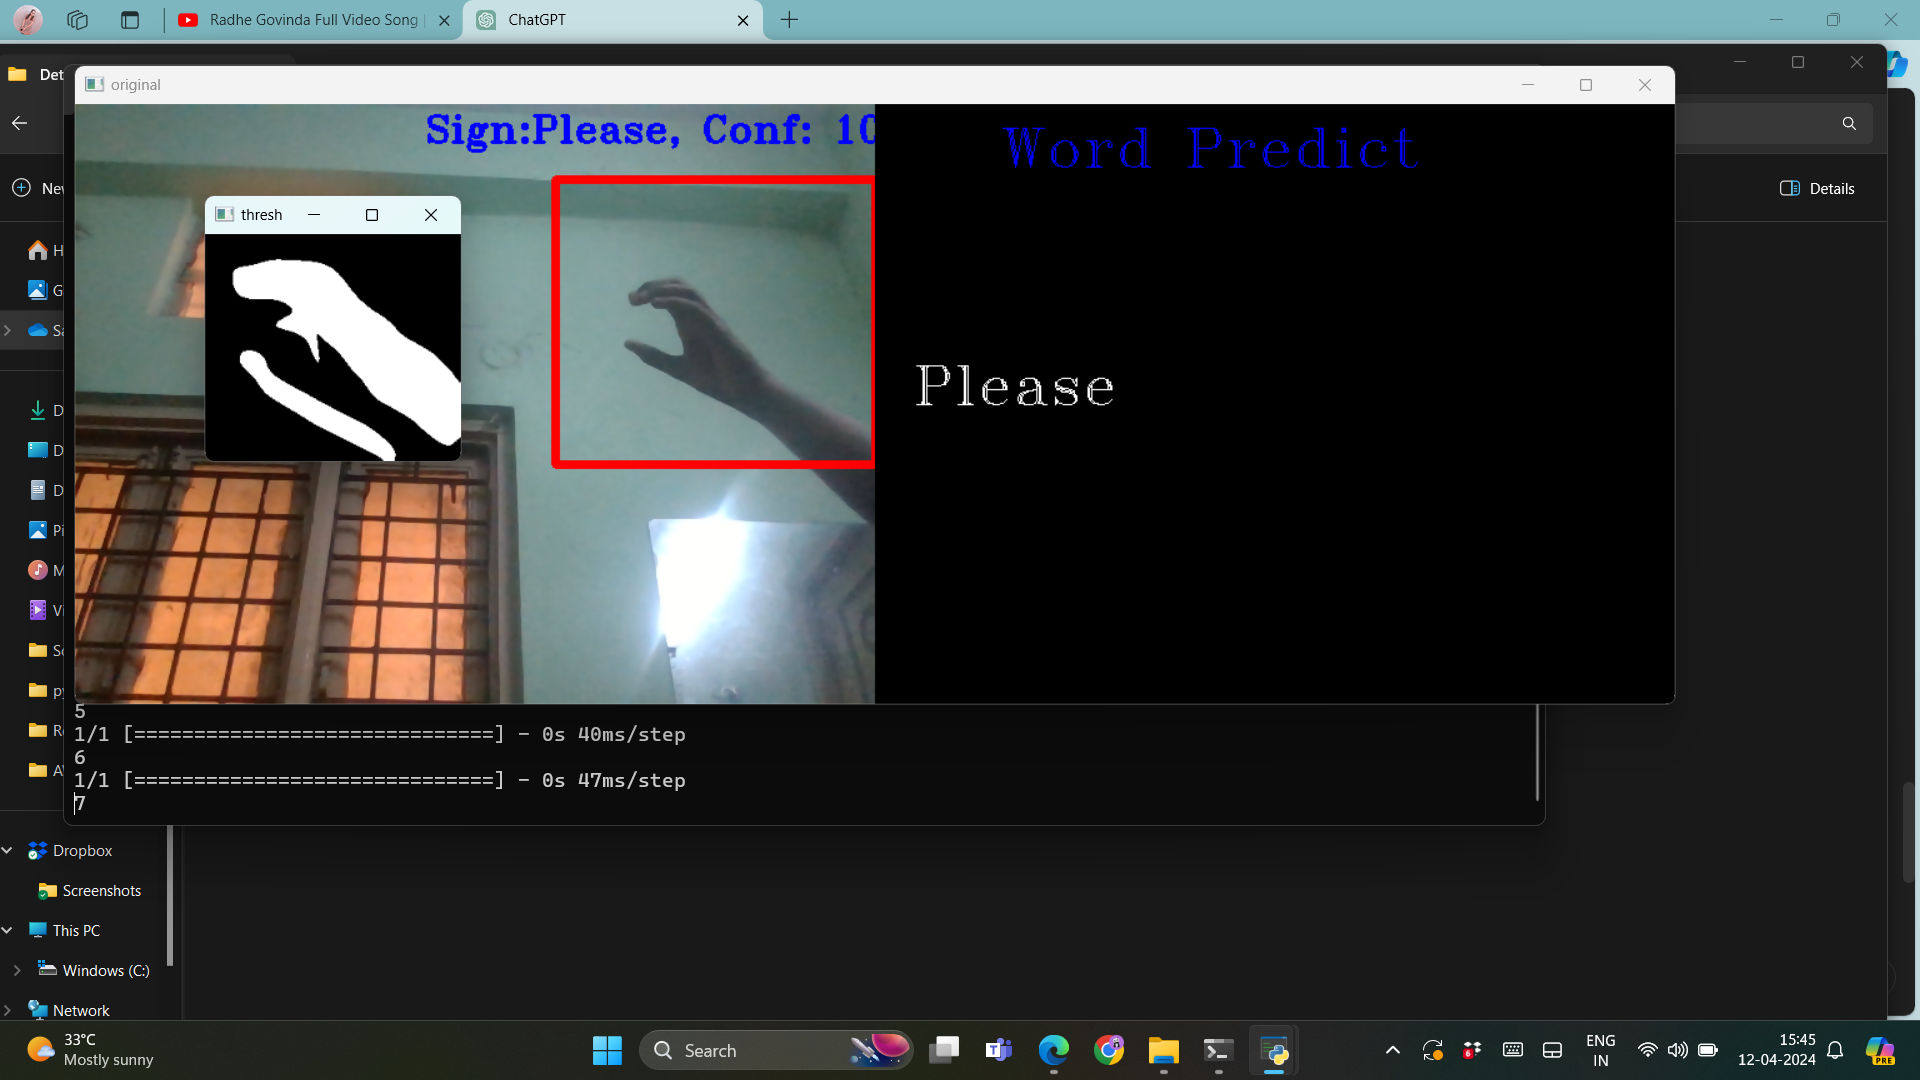 Radhe Govinda Full Video Song
ChatGPT
original
Sign:Please, Conf: 10
Word Predict
thresh
Please
Details
5
1/1 [==============================] - 0s 40ms/step
6
1/1 [==============================] - 0s 47ms/step
7
Dropbox
Screenshots
This PC
Windows (C:)
Network
33°C
Mostly sunny
Search
ENG
IN
15:45
12-04-2024
PRE
6